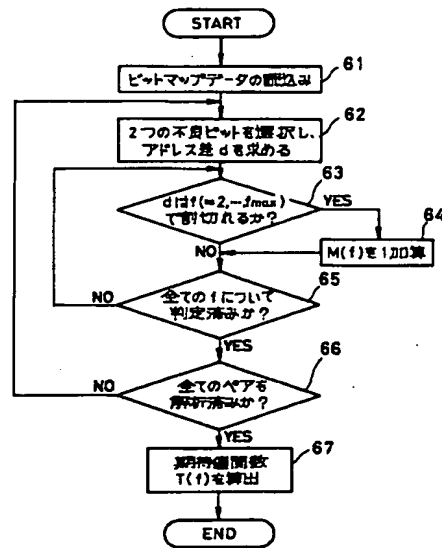 START
61
ビットマップデータの読込み
62
2つの不良ビットを選択し、
アドレス差dを求める
63
dはf(=2,…,fmax)
で割切れるか?
YES
64
NO
M(f)を1加算
65
NO
全てのfについて
判定済みか?
YES
66
NO
全てのペアを
解析済みか?
YES
67
期待値関数
T(f)を算出
END